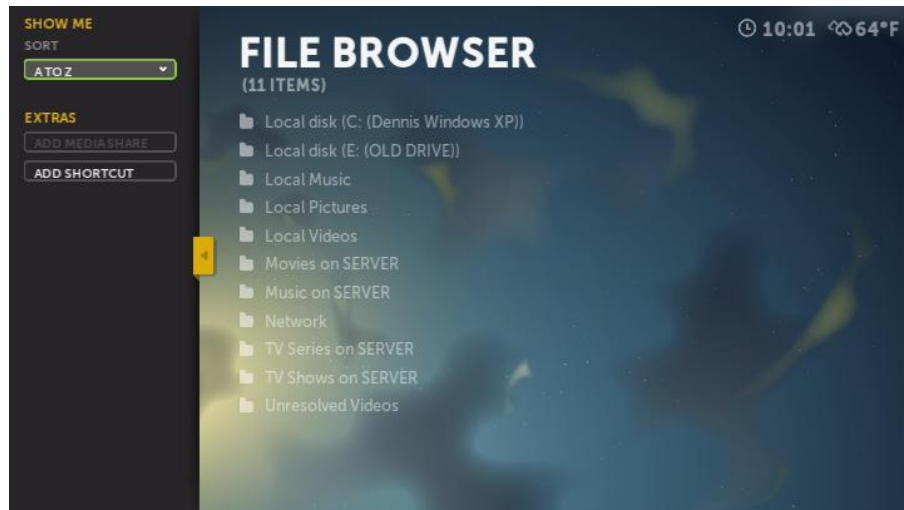 SHOW ME
SORT
A TO Z
EXTRAS
ADD MEDIA SHARE
ADD SHORTCUT
10:01 64°F
FILE BROWSER
(11 ITEMS)
Local disk (C: (Dennis Windows XP))
Local disk (E: (OLD DRIVE))
Local Music
Local Pictures
Local Videos
Movies on SERVER
Music on SERVER
Network
TV Series on SERVER
TV Shows on SERVER
Unresolved Videos